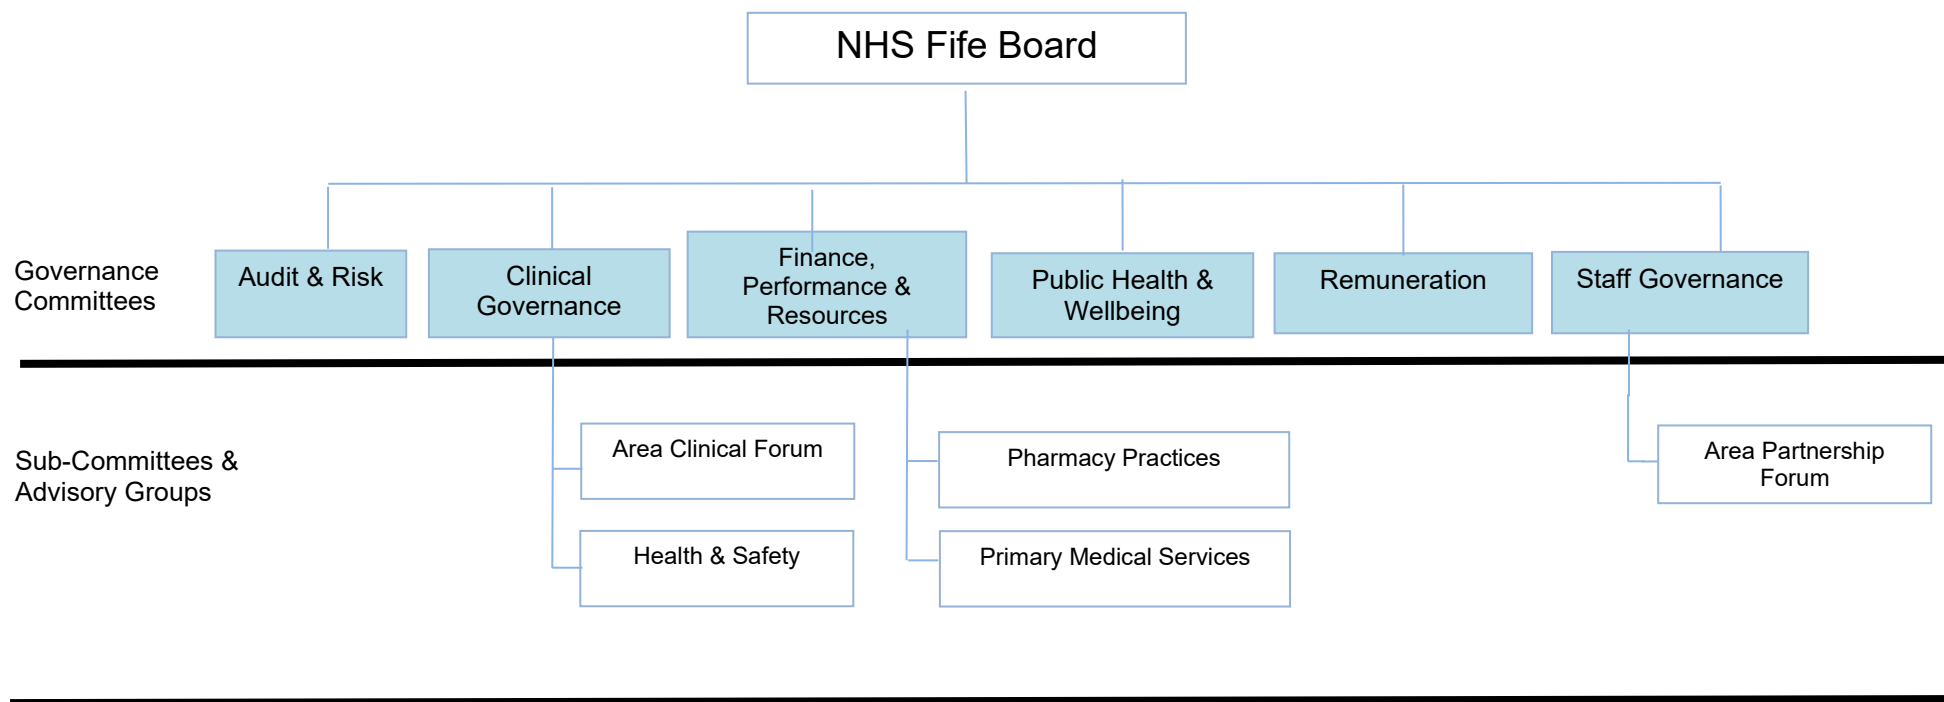 NHS Fife Board
Governance
Committees
Audit & Risk
Clinical
Governance
Finance,
Performance &
Resources
Public Health &
Wellbeing
Remuneration
Staff Governance
Sub-Committees &
Advisory Groups
Area Clinical Forum
Health & Safety
Pharmacy Practices
Primary Medical Services
Area Partnership
Forum